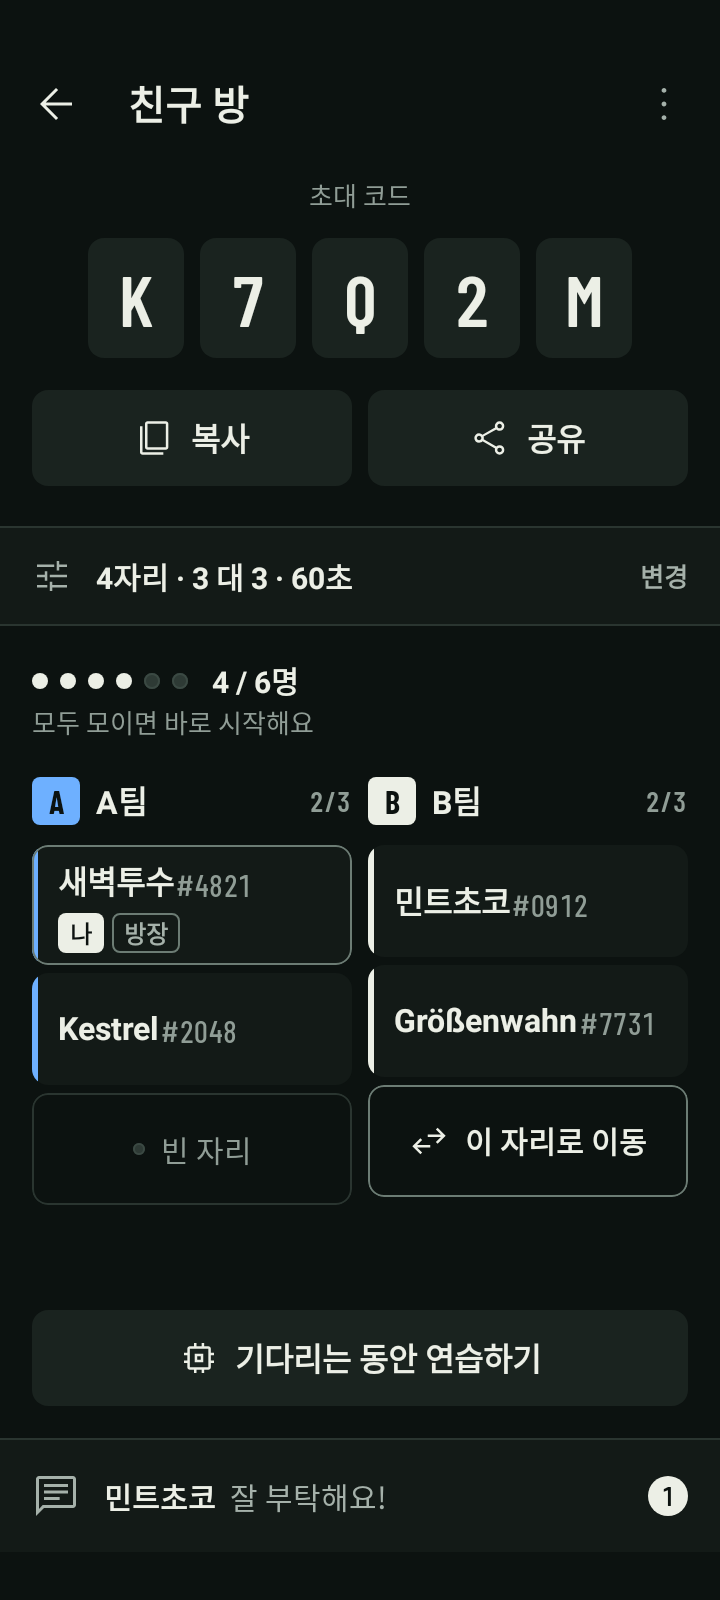 친구 방
초대 코드
K 7 Q 2 M
복사
공유
4자리 · 3 대 3 · 60초
변경
4 / 6명
모두 모이면 바로 시작해요
A A팀 2/3
새벽투수#4821
나 방장
Kestrel#2048
빈 자리
B B팀 2/3
민트초코#0912
Größenwahn#7731
이 자리로 이동
기다리는 동안 연습하기
민트초코 잘 부탁해요! 1